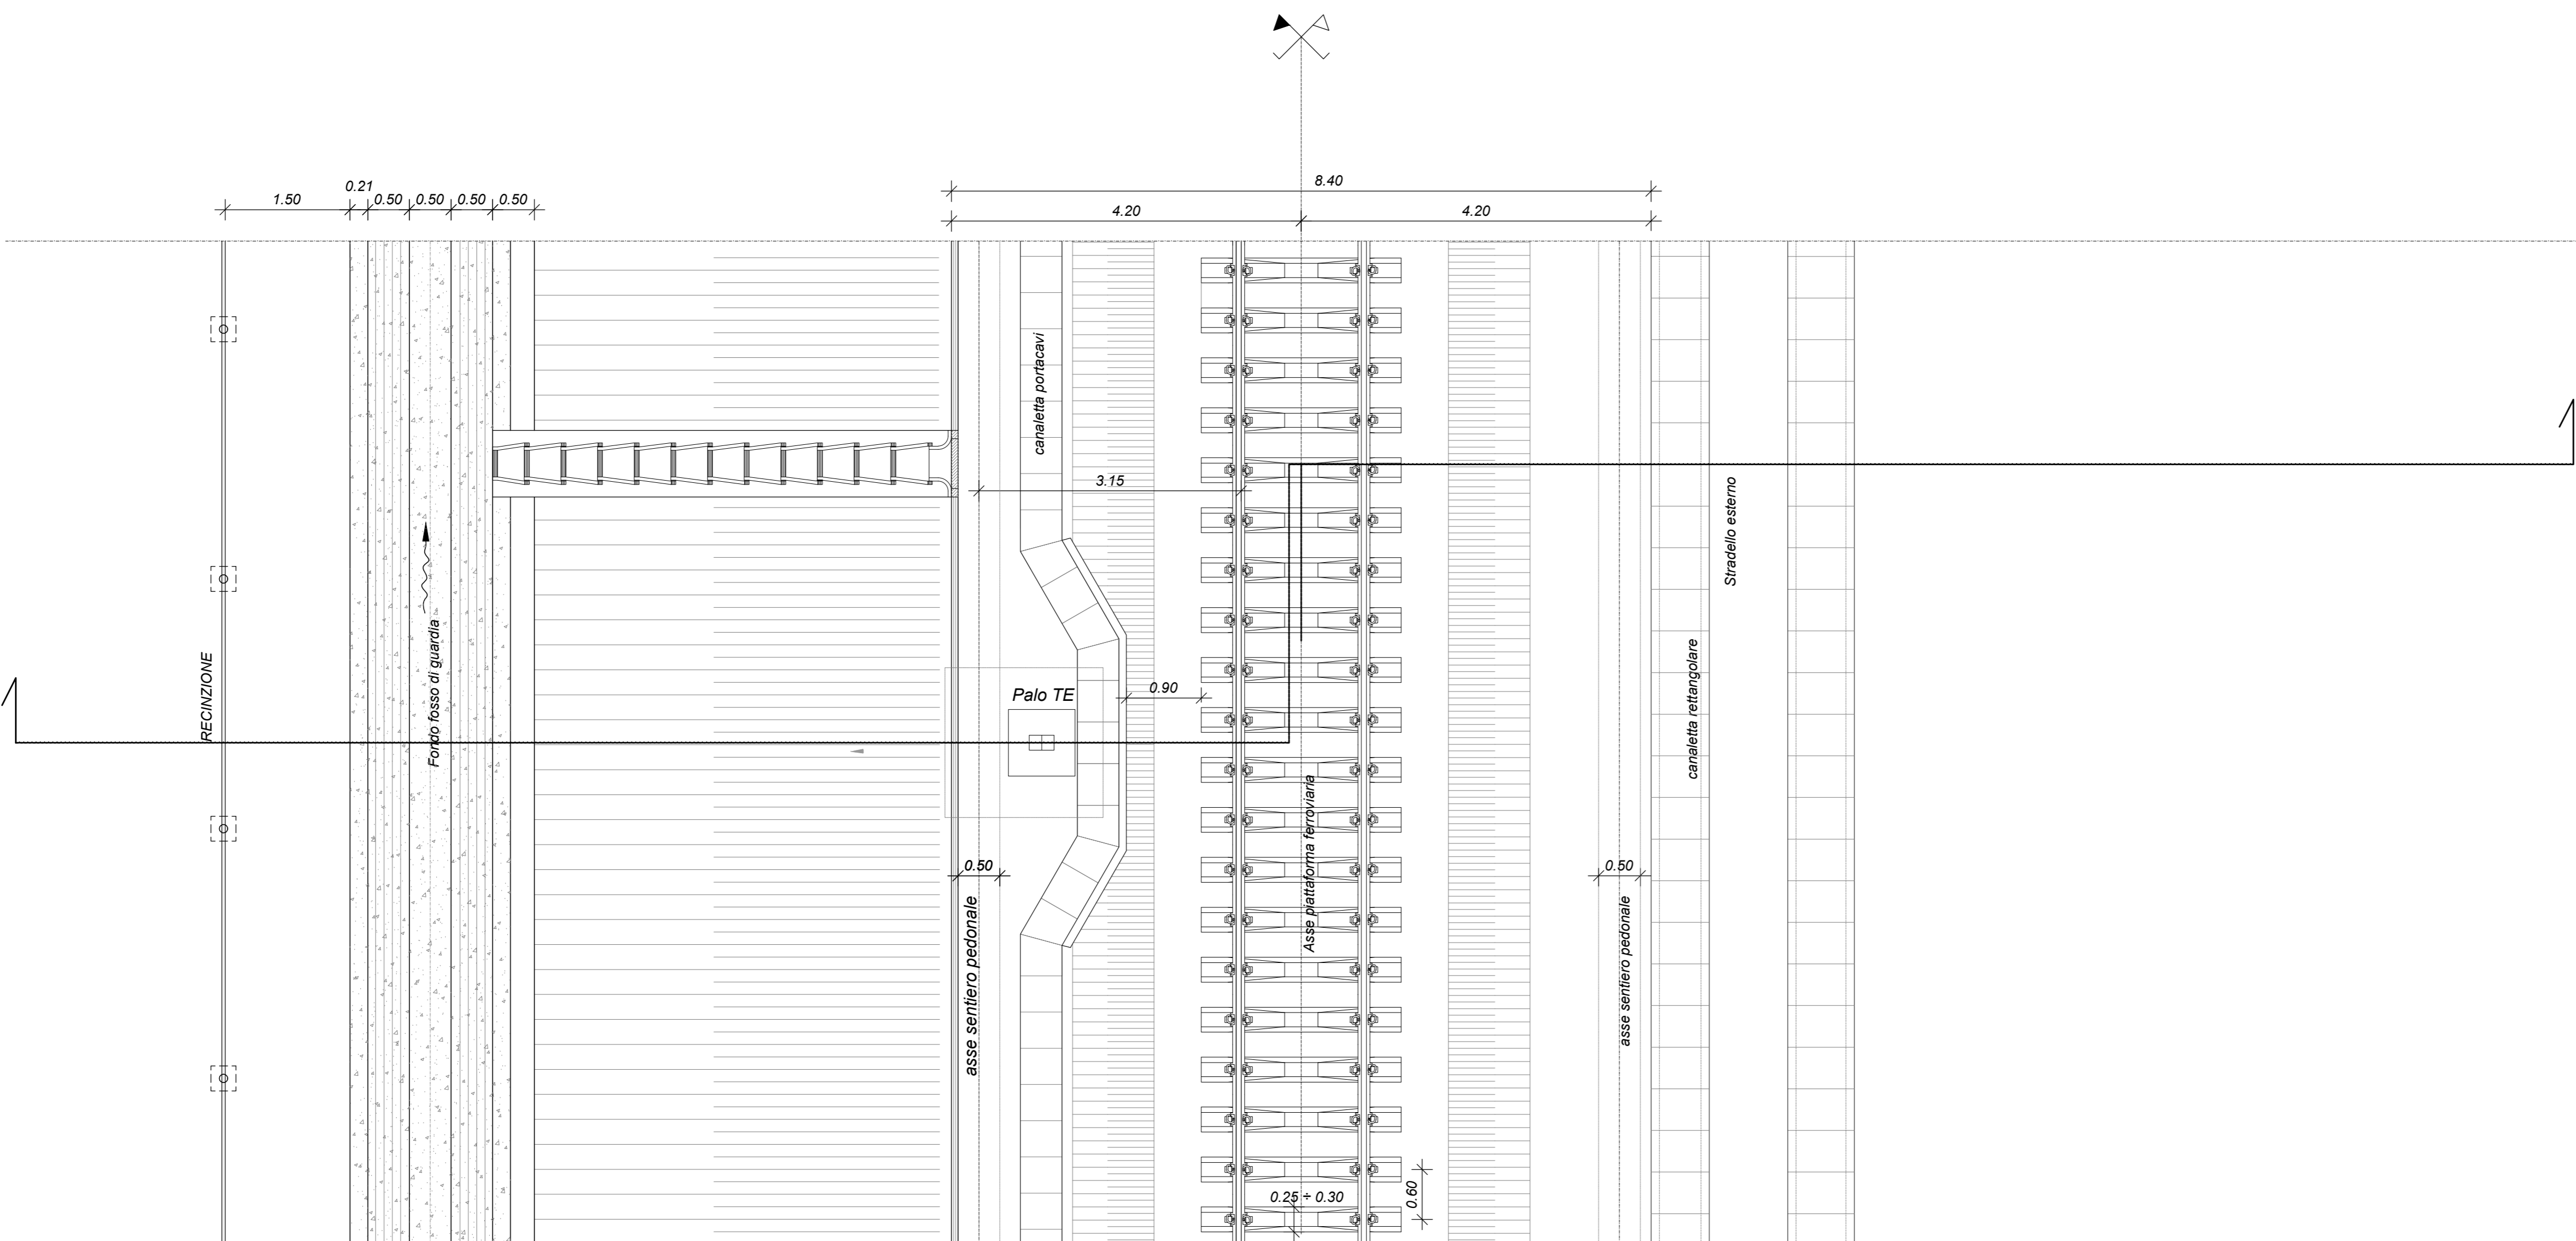 8.40
0.21
1.50
0.50
0.50
0.50
0.50
4.20
4.20
canaletta portacavi
3.15
Stradello esterno
RECINZIONE
Fondo fosso di guardia
Palo TE
0.90
canaletta rettangolare
Asse piattaforma ferroviaria
0.50
0.50
asse sentiero pedonale
asse sentiero pedonale
0.25 ÷ 0.30
0.60